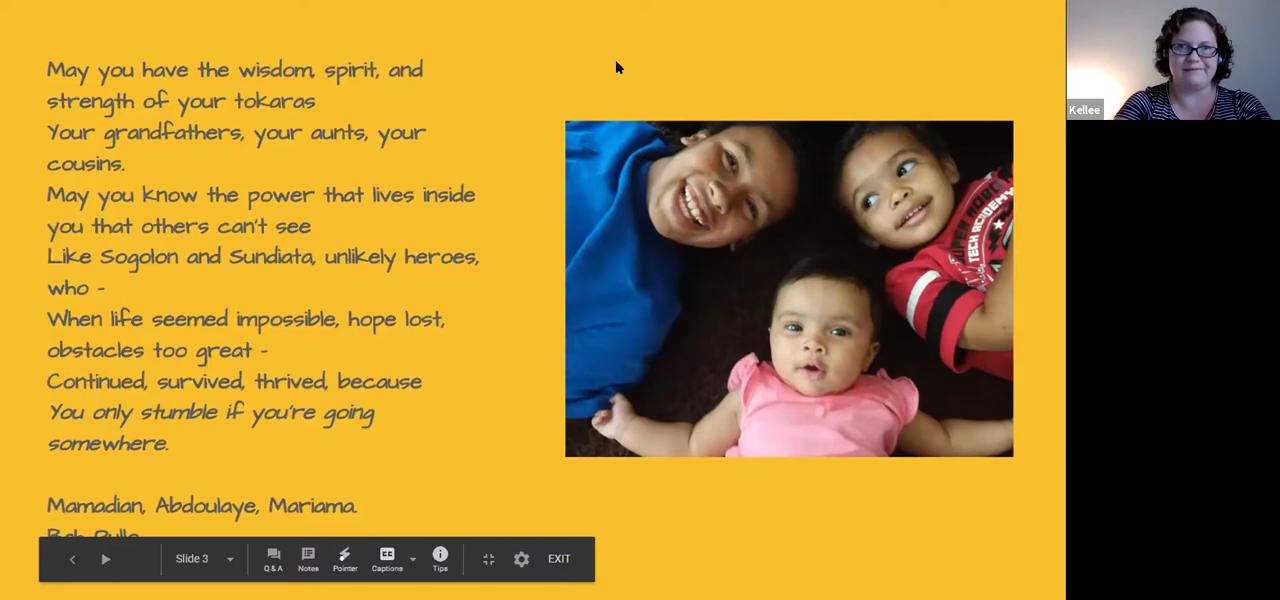 May you have the wisdom, spirit, and
strength of your tokaras
Your grandfathers, your aunts, your
cousins.
May you know the power that lives inside
you that others can't see
Like Sogolon and Sundiata, unlikely heroes,
who -
When life seemed impossible, hope lost,
obstacles too great -
Continued, survived, thrived, because
You only stumble if you're going
somewhere.
Mamadian, Abdoulaye, Mariama.
Slide 3
Q & A
Notes
Pointer
CC
Captions
Tips
EXIT
SUPER ROBO
TECH ACADEMY
Kellee